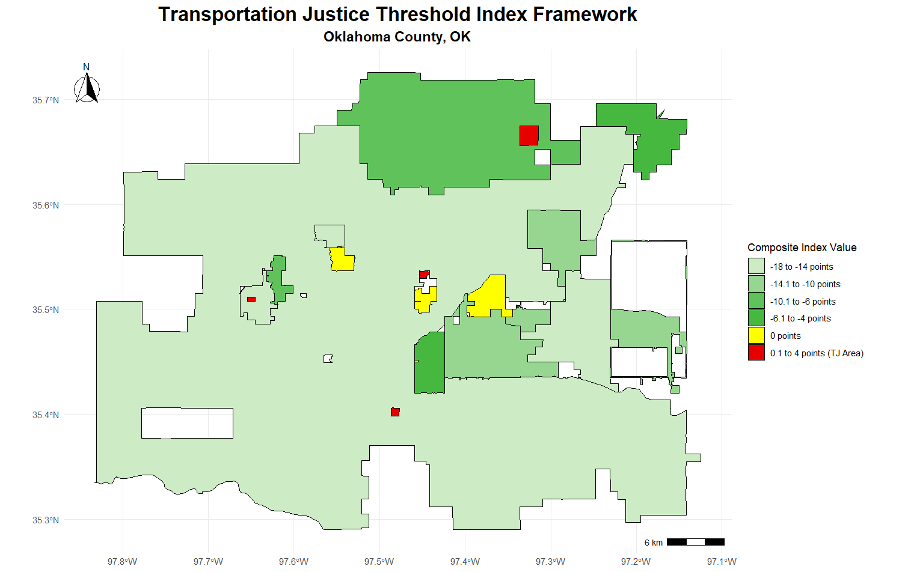 Transportation Justice Threshold Index Framework
Oklahoma County, OK
N
35.7°N
35.6°N
35.5°N
35.4°N
35.3°N
97.8°W
97.7°W
97.6°W
97.5°W
97.4°W
97.3°W
97.2°W
97.1°W
6 km
Composite Index Value
-18 to -14 points
-14.1 to -10 points
-10.1 to -6 points
-6.1 to -4 points
0 points
0.1 to 4 points (TJ Area)